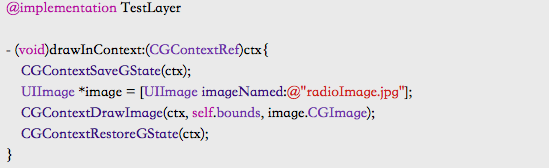 @implementation TestLayer
- (void)drawInContext:(CGContextRef)ctx{
CGContextSaveGState(ctx);
UIImage *image = [UIImage imageNamed:@"radioImage.jpg"];
CGContextDrawImage(ctx, self.bounds, image.CGImage);
CGContextRestoreGState(ctx);
}